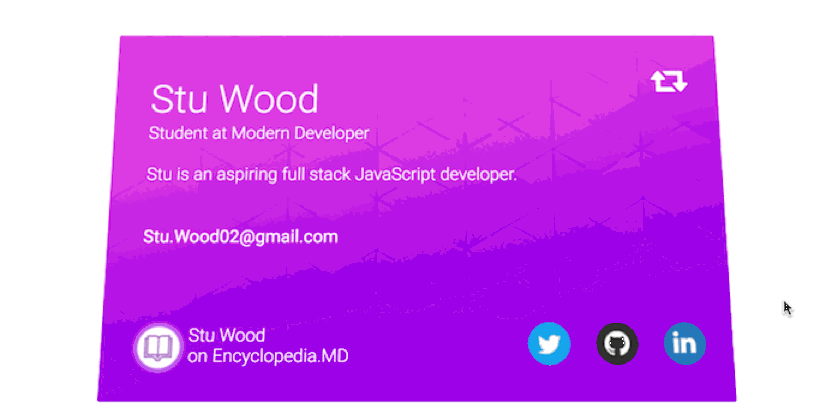 Stu Wood
Student at Modern Developer
Stu is an aspiring full stack JavaScript developer.
Stu.Wood02@gmail.com
Stu Wood
on Encyclopedia.MD
in